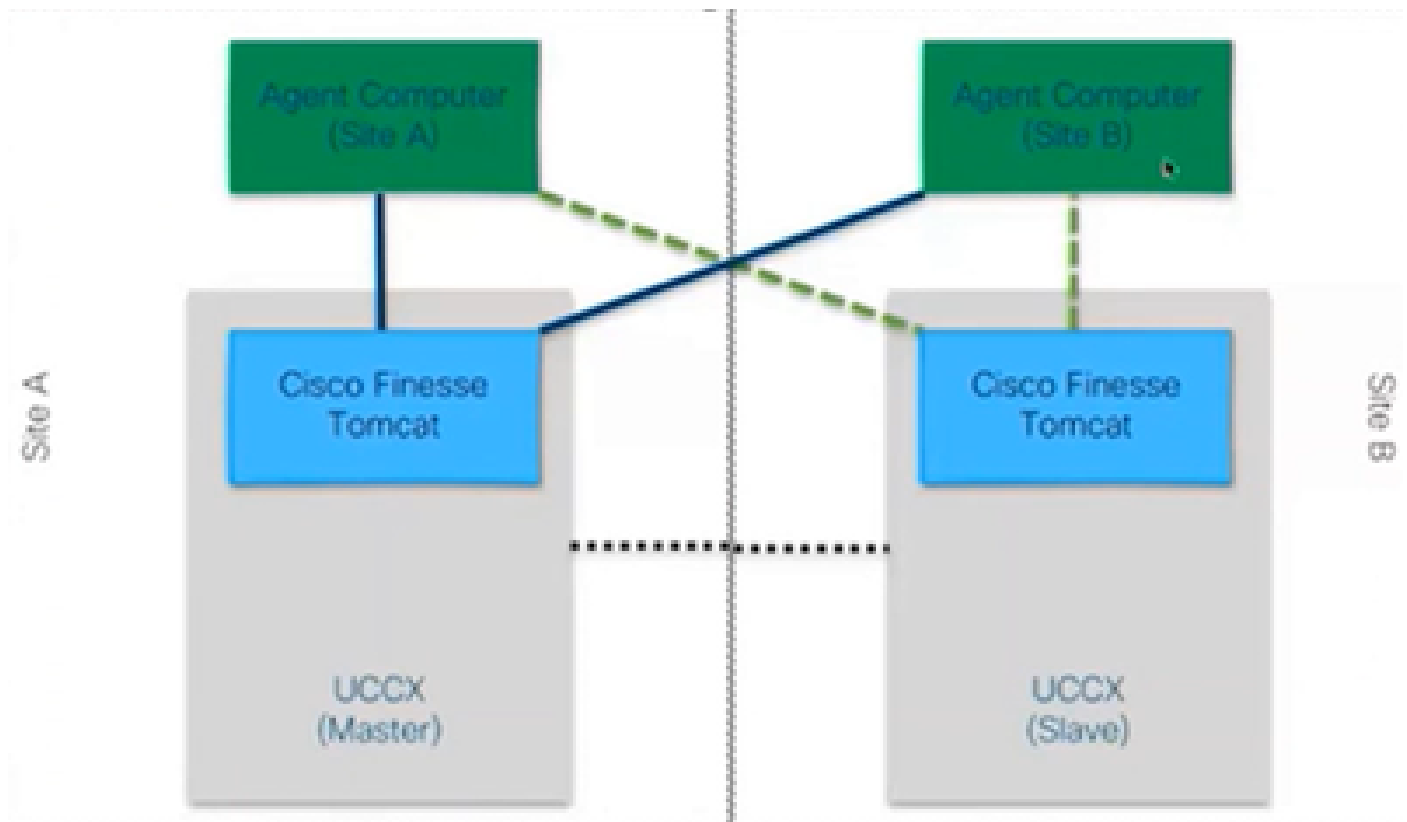 Agent Computer
(Site A)
Agent Computer
(Site B)
Site A
Cisco Finesse
Tomcat
Cisco Finesse
Tomcat
Site B
UCCX
(Master)
UCCX
(Slave)